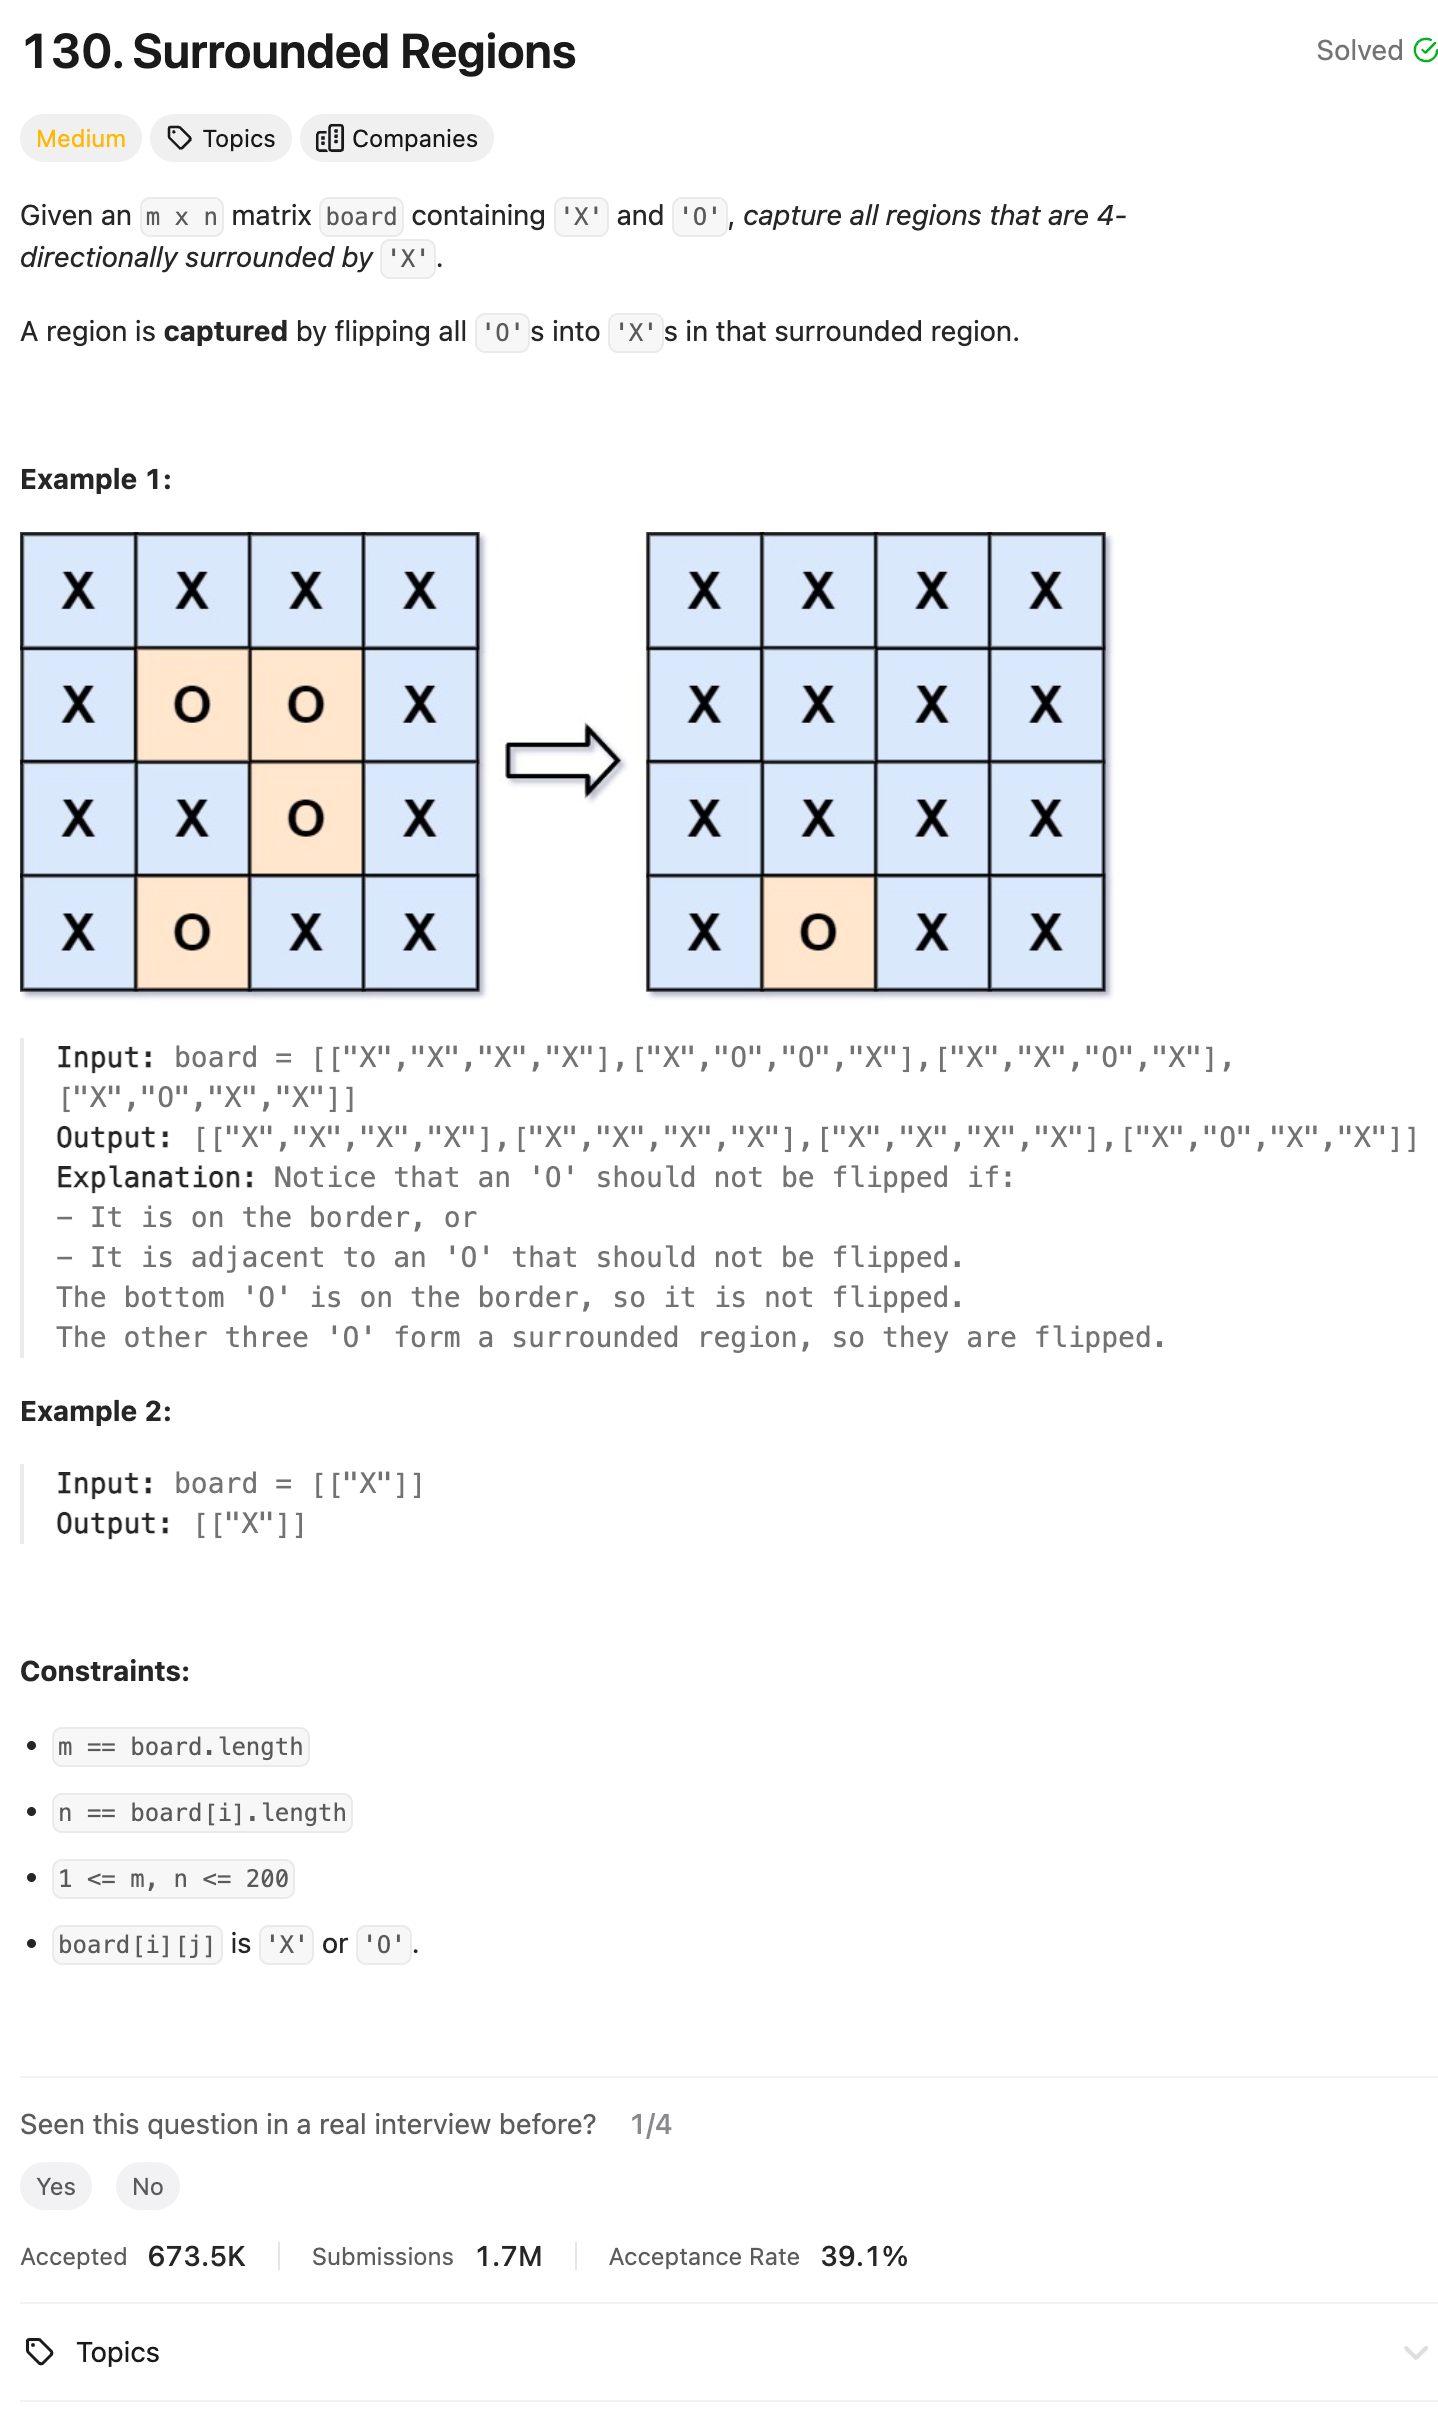 130. Surrounded Regions
Solved
Medium Topics Companies
Given an m x n matrix board containing 'X' and 'O', capture all regions that are 4-
directionally surrounded by 'X'.
A region is captured by flipping all 'O's into 'X's in that surrounded region.
Example 1:
X X X X X X X X
X O O X X X X X
X X O X X X X X
X O X X X O X X
Input: board = [["X","X","X","X"],["X","O","O","X"],["X","X","O","X"],
["X","O","X","X"]]
Output: [["X","X","X","X"],["X","X","X","X"],["X","X","X","X"],["X","O","X","X"]]
Explanation: Notice that an 'O' should not be flipped if:
- It is on the border, or
- It is adjacent to an 'O' that should not be flipped.
The bottom 'O' is on the border, so it is not flipped.
The other three 'O' form a surrounded region, so they are flipped.
Example 2:
Input: board = [["X"]]
Output: [["X"]]
Constraints:
• m == board.length
• n == board[i].length
• 1 <= m, n <= 200
• board[i][j] is 'X' or 'O'.
Seen this question in a real interview before? 1/4
Yes No
Accepted 673.5K Submissions 1.7M Acceptance Rate 39.1%
Topics